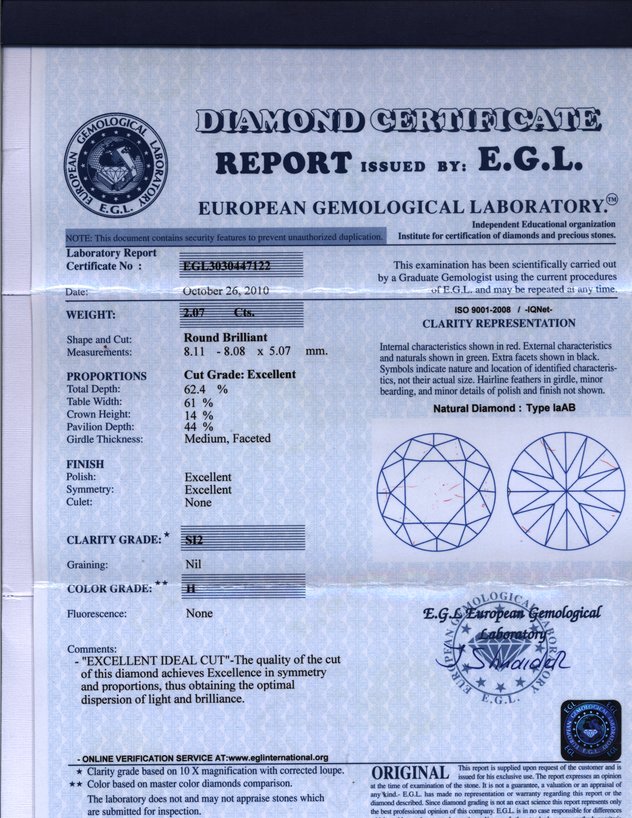 DIAMOND CERTIFICATE
REPORT ISSUED BY: E.G.L.
EUROPEAN GEMOLOGICAL LABORATORY.™
EUROPEAN GEMOLOGICAL LABORATORY
E.G.L.
Independent Educational organization
Institute for certification of diamonds and precious stones.
NOTE: This document contains security features to prevent unauthorized duplication.
Laboratory Report
Certificate No : EGL3030447122
Date: October 26, 2010
WEIGHT: 2.07 Cts.
Shape and Cut: Round Brilliant
Measurements: 8.11 - 8.08 x 5.07 mm.
PROPORTIONS Cut Grade: Excellent
Total Depth: 62.4 %
Table Width: 61 %
Crown Height: 14 %
Pavilion Depth: 44 %
Girdle Thickness: Medium, Faceted
FINISH
Polish: Excellent
Symmetry: Excellent
Culet: None
CLARITY GRADE: ★ SI2
Graining: Nil
COLOR GRADE: ★★ H
Fluorescence: None
Comments:
- "EXCELLENT IDEAL CUT"-The quality of the cut
of this diamond achieves Excellence in symmetry
and proportions, thus obtaining the optimal
dispersion of light and brilliance.
- ONLINE VERIFICATION SERVICE AT:www.eglinternational.org
★ Clarity grade based on 10 X magnification with corrected loupe.
★★ Color based on master color diamonds comparison.
The laboratory does not and may not appraise stones which
are submitted for inspection.
This examination has been scientifically carried out
by a Graduate Gemologist using the current procedures
of E.G.L. and may be repeated at any time.
ISO 9001-2008 / -IQNet-
CLARITY REPRESENTATION
Internal characteristics shown in red. External characteristics
and naturals shown in green. Extra facets shown in black.
Symbols indicate nature and location of identified characteris-
tics, not their actual size. Hairline feathers in girdle, minor
bearding, and minor details of polish and finish not shown.
Natural Diamond : Type IaAB
E.G.L European Gemological
Laboratory
EUROPEAN GEMOLOGICAL LABORATORY
E.G.L.
ORIGINAL This report is supplied upon request of the customer and is
issued for his exclusive use. The report expresses an opinion
at the time of examination of the stone. It is not a guarantee, a valuation or an appraisal of
any kind.- E.G.L. has made no representation or warranty regarding this report or the
diamond described. Since diamond grading is not an exact science this report represents only
the best professional opinion of this company. E.G.L. is in no case responsible for differences